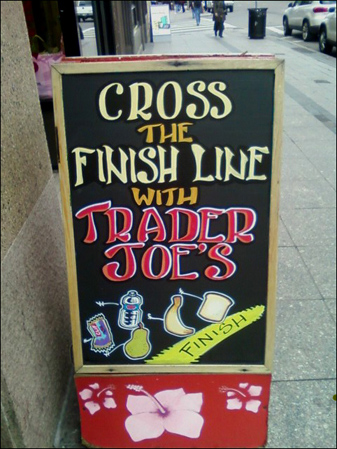 CROSS
THE
FINISH LINE
WITH
TRADER
JOE'S
FINISH